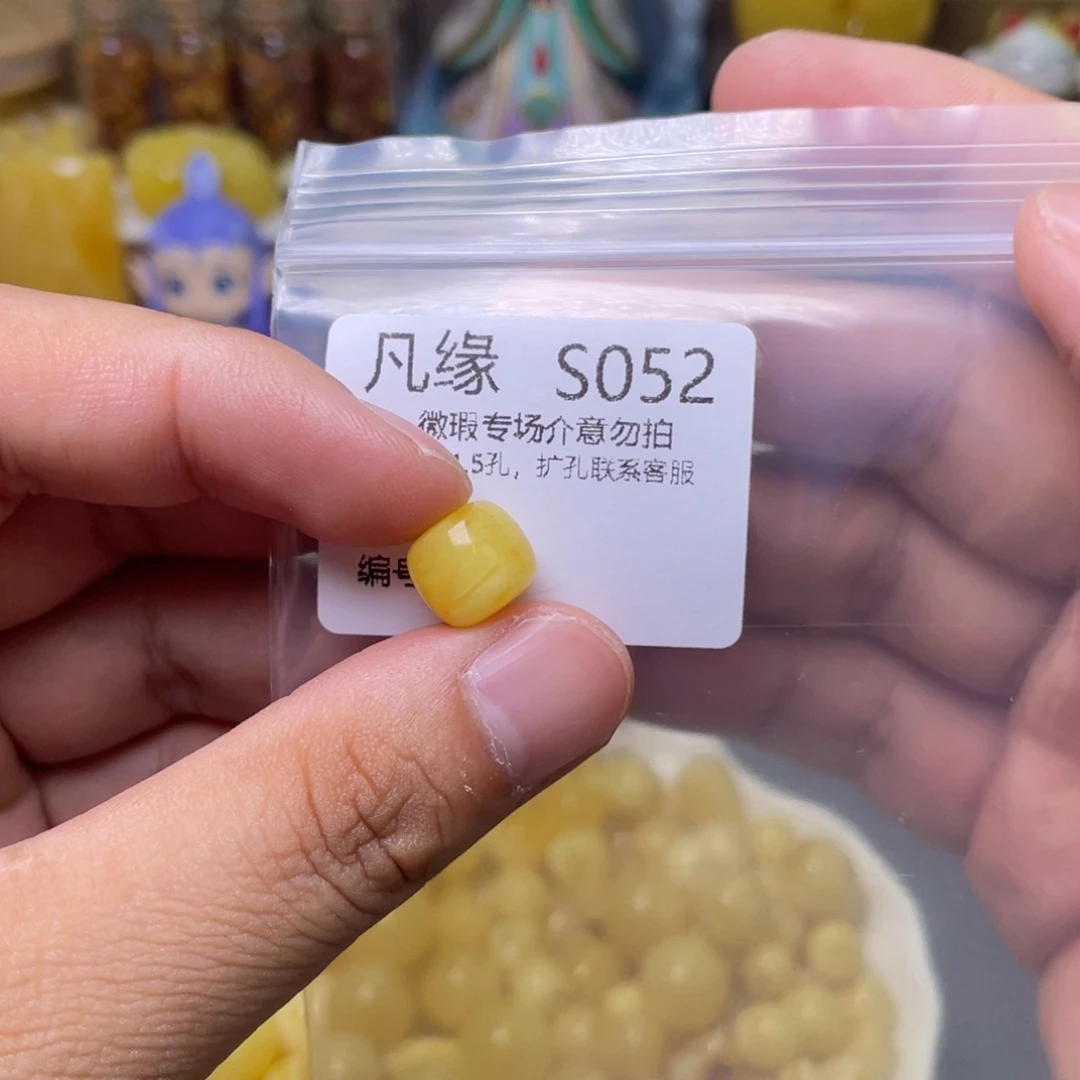 凡缘 S052
微瑕专场介意勿拍
1.5孔，扩孔联系客服
编号